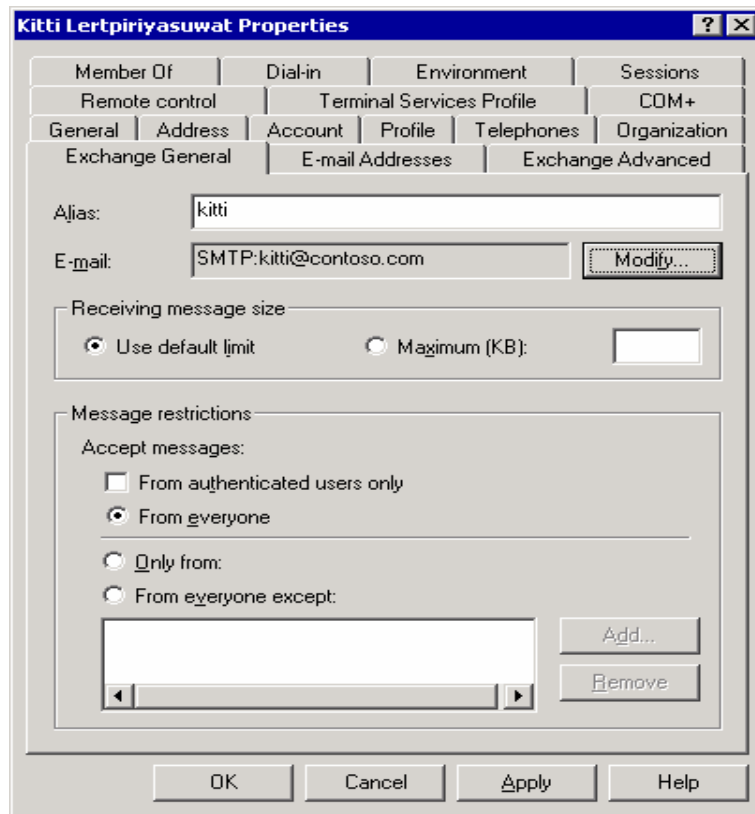 Kitti Lertpiriyasuwat Properties
Member Of Dial-in Environment Sessions
Remote control Terminal Services Profile COM+
General Address Account Profile Telephones Organization
Exchange General E-mail Addresses Exchange Advanced
Alias: kitti
E-mail: SMTP:kitti@contoso.com Modify...
Receiving message size
Use default limit Maximum (KB):
Message restrictions
Accept messages:
From authenticated users only
From everyone
Only from:
From everyone except:
Add...
Remove
OK Cancel Apply Help